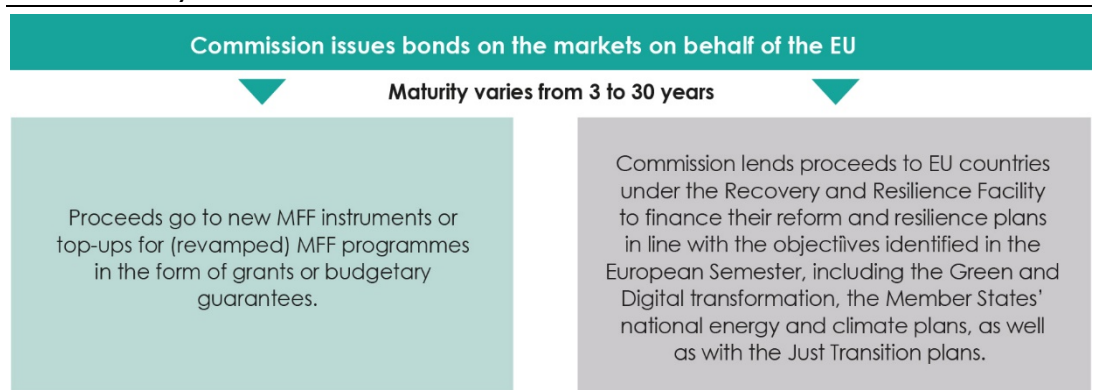 Commission issues bonds on the markets on behalf of the EU
Maturity varies from 3 to 30 years
Proceeds go to new MFF instruments or
top-ups for (revamped) MFF programmes
in the form of grants or budgetary
guarantees.
Commission lends proceeds to EU countries
under the Recovery and Resilience Facility
to finance their reform and resilience plans
in line with the objectiives identified in the
European Semester, including the Green and
Digital transformation, the Member States’
national energy and climate plans, as well
as with the Just Transition plans.